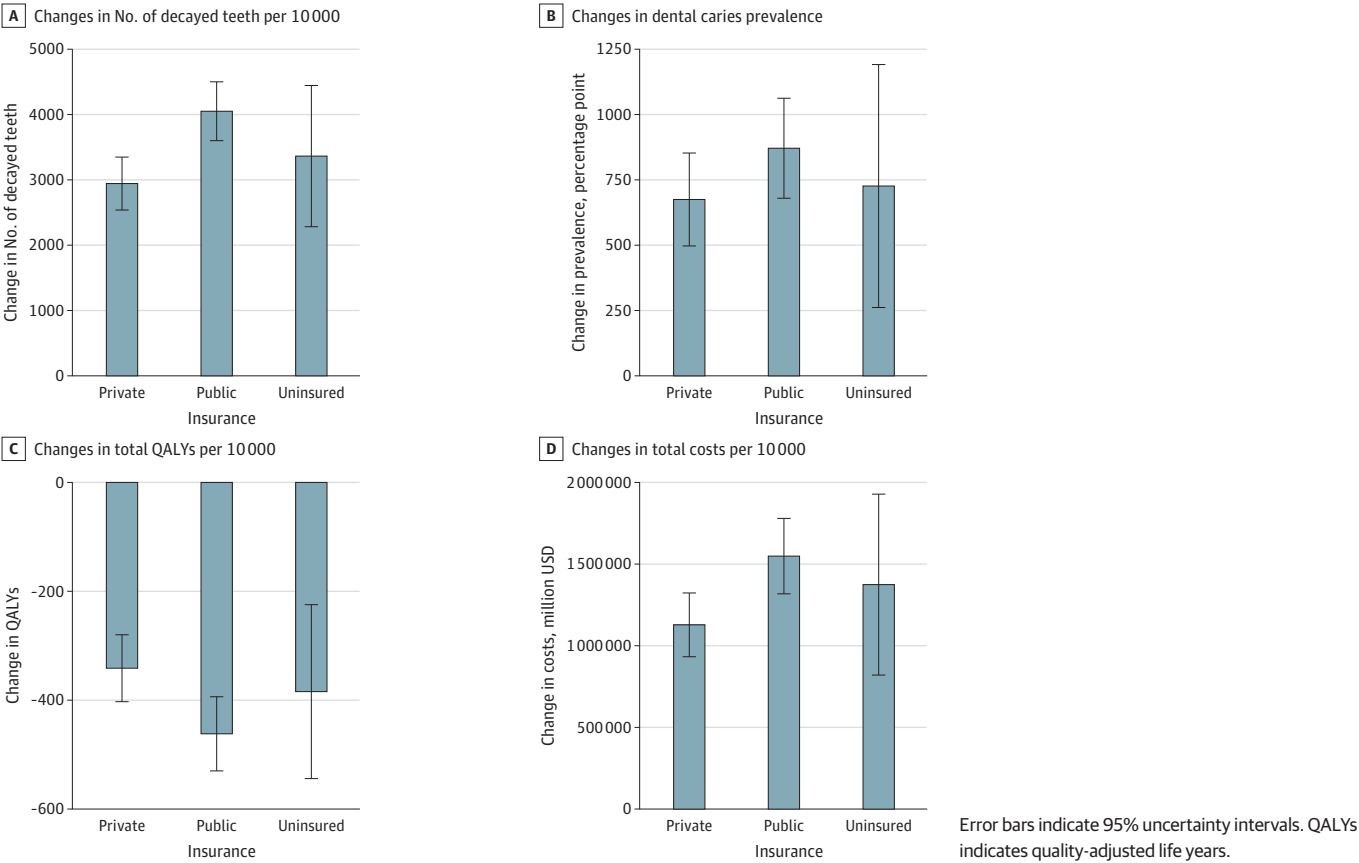 A Changes in No. of decayed teeth per 10 000
5000
4000
3000
2000
1000
0
Change in No. of decayed teeth
Private Public Uninsured
Insurance
B Changes in dental caries prevalence
1250
1000
750
500
250
0
Change in prevalence, percentage point
Private Public Uninsured
Insurance
C Changes in total QALYs per 10 000
0
-200
-400
-600
Change in QALYs
Private Public Uninsured
Insurance
D Changes in total costs per 10 000
2 000 000
1 500 000
1 000 000
500 000
0
Change in costs, million USD
Private Public Uninsured
Insurance
Error bars indicate 95% uncertainty intervals. QALYs
indicates quality-adjusted life years.